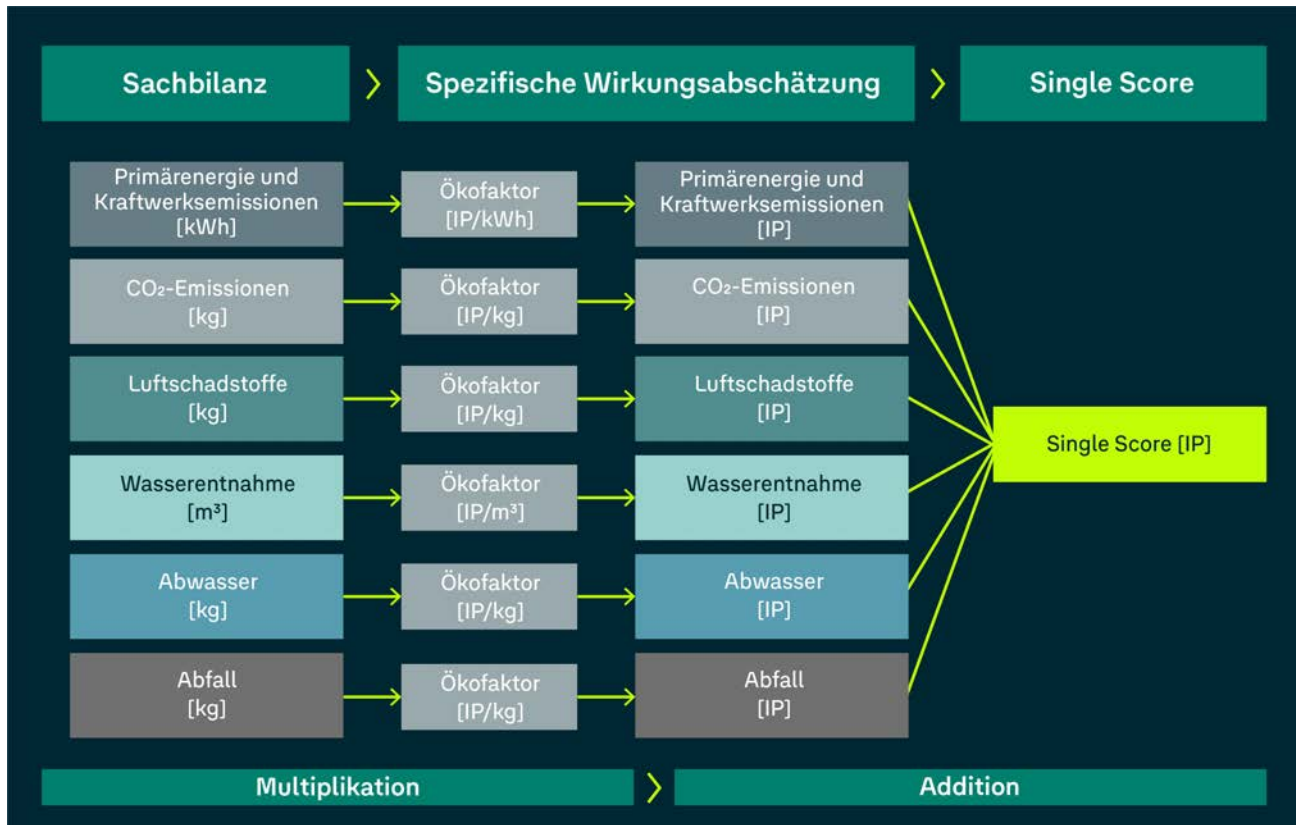 Sachbilanz
Spezifische Wirkungsabschätzung
Single Score
Primärenergie und
Kraftwerksemissionen
[kWh]
Ökofaktor
[IP/kWh]
Primärenergie und
Kraftwerksemissionen
[IP]
CO₂-Emissionen
[kg]
Ökofaktor
[IP/kg]
CO₂-Emissionen
[IP]
Luftschadstoffe
[kg]
Ökofaktor
[IP/kg]
Luftschadstoffe
[IP]
Single Score [IP]
Wasserentnahme
[m³]
Ökofaktor
[IP/m³]
Wasserentnahme
[IP]
Abwasser
[kg]
Ökofaktor
[IP/kg]
Abwasser
[IP]
Abfall
[kg]
Ökofaktor
[IP/kg]
Abfall
[IP]
Multiplikation
Addition